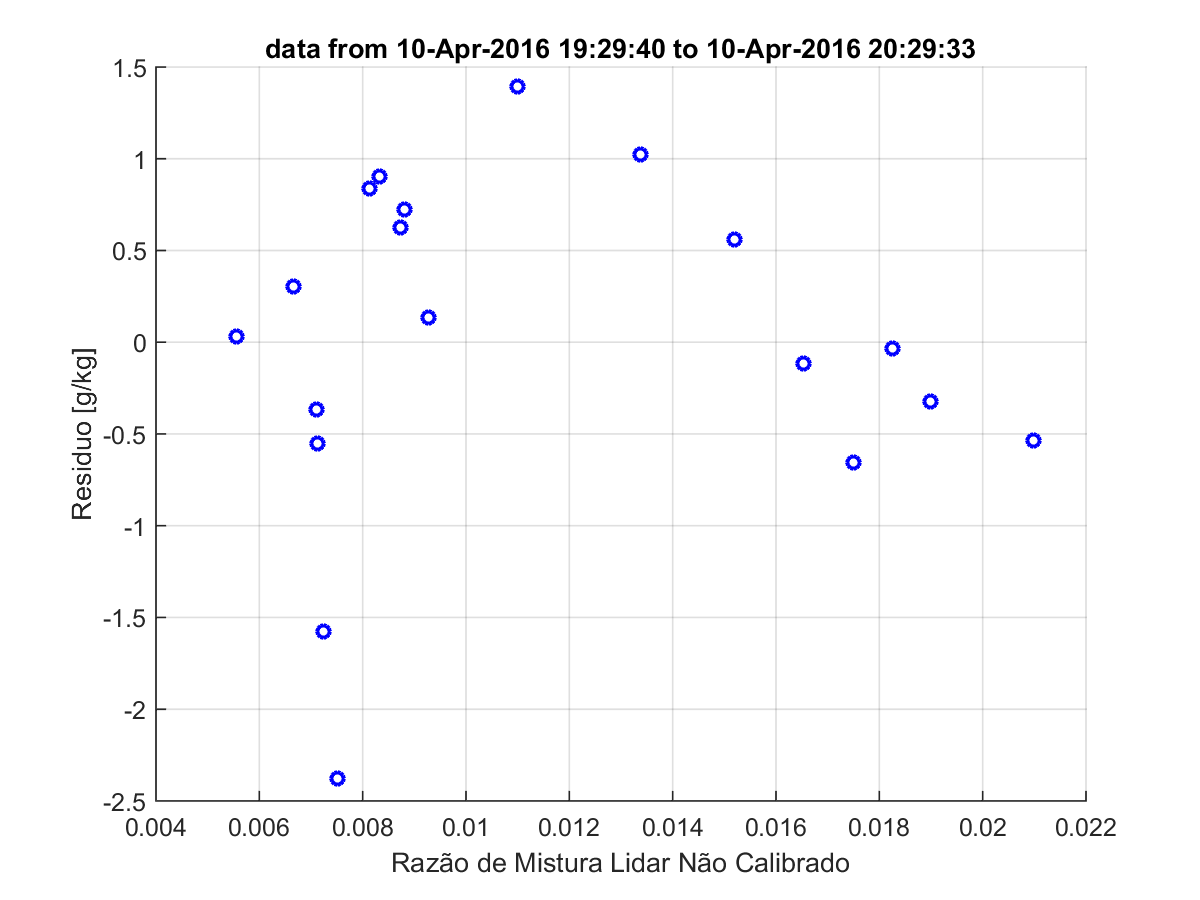 data from 10-Apr-2016 19:29:40 to 10-Apr-2016 20:29:33
1.5
1
0.5
0
-0.5
-1
-1.5
-2
-2.5
Residuo [g/kg]
0.004 0.006 0.008 0.01 0.012 0.014 0.016 0.018 0.02 0.022
Razão de Mistura Lidar Não Calibrado